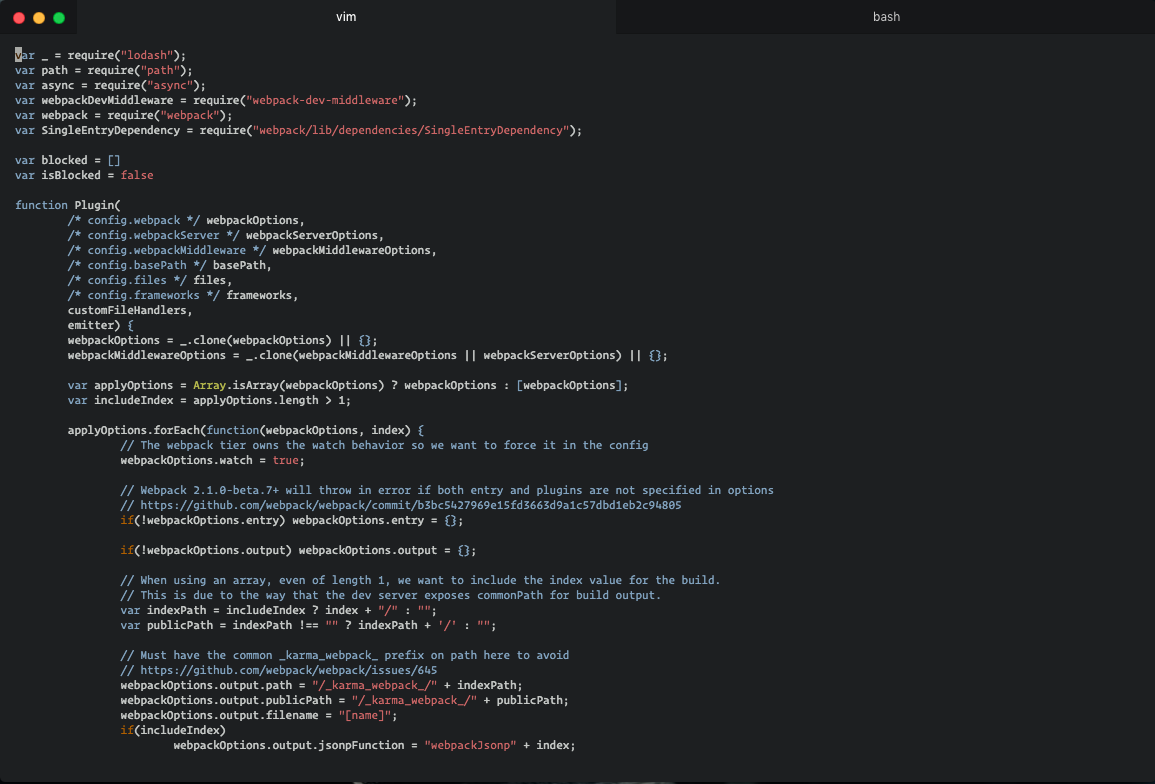 vim
bash
var _ = require("lodash");
var path = require("path");
var async = require("async");
var webpackDevMiddleware = require("webpack-dev-middleware");
var webpack = require("webpack");
var SingleEntryDependency = require("webpack/lib/dependencies/SingleEntryDependency");
var blocked = []
var isBlocked = false
function Plugin(
/* config.webpack */ webpackOptions,
/* config.webpackServer */ webpackServerOptions,
/* config.webpackMiddleware */ webpackMiddlewareOptions,
/* config.basePath */ basePath,
/* config.files */ files,
/* config.frameworks */ frameworks,
customFileHandlers,
emitter) {
webpackOptions = _.clone(webpackOptions) || {};
webpackMiddlewareOptions = _.clone(webpackMiddlewareOptions || webpackServerOptions) || {};
var applyOptions = Array.isArray(webpackOptions) ? webpackOptions : [webpackOptions];
var includeIndex = applyOptions.length > 1;
applyOptions.forEach(function(webpackOptions, index) {
// The webpack tier owns the watch behavior so we want to force it in the config
webpackOptions.watch = true;
// Webpack 2.1.0-beta.7+ will throw in error if both entry and plugins are not specified in options
// https://github.com/webpack/webpack/commit/b3bc5427969e15fd3663d9a1c57dbd1eb2c94805
if(!webpackOptions.entry) webpackOptions.entry = {};
if(!webpackOptions.output) webpackOptions.output = {};
// When using an array, even of length 1, we want to include the index value for the build.
// This is due to the way that the dev server exposes commonPath for build output.
var indexPath = includeIndex ? index + "/" : "";
var publicPath = indexPath !== "" ? indexPath + '/' : "";
// Must have the common _karma_webpack_ prefix on path here to avoid
// https://github.com/webpack/webpack/issues/645
webpackOptions.output.path = "/_karma_webpack_/" + indexPath;
webpackOptions.output.publicPath = "/_karma_webpack_/" + publicPath;
webpackOptions.output.filename = "[name]";
if(includeIndex)
webpackOptions.output.jsonpFunction = "webpackJsonp" + index;